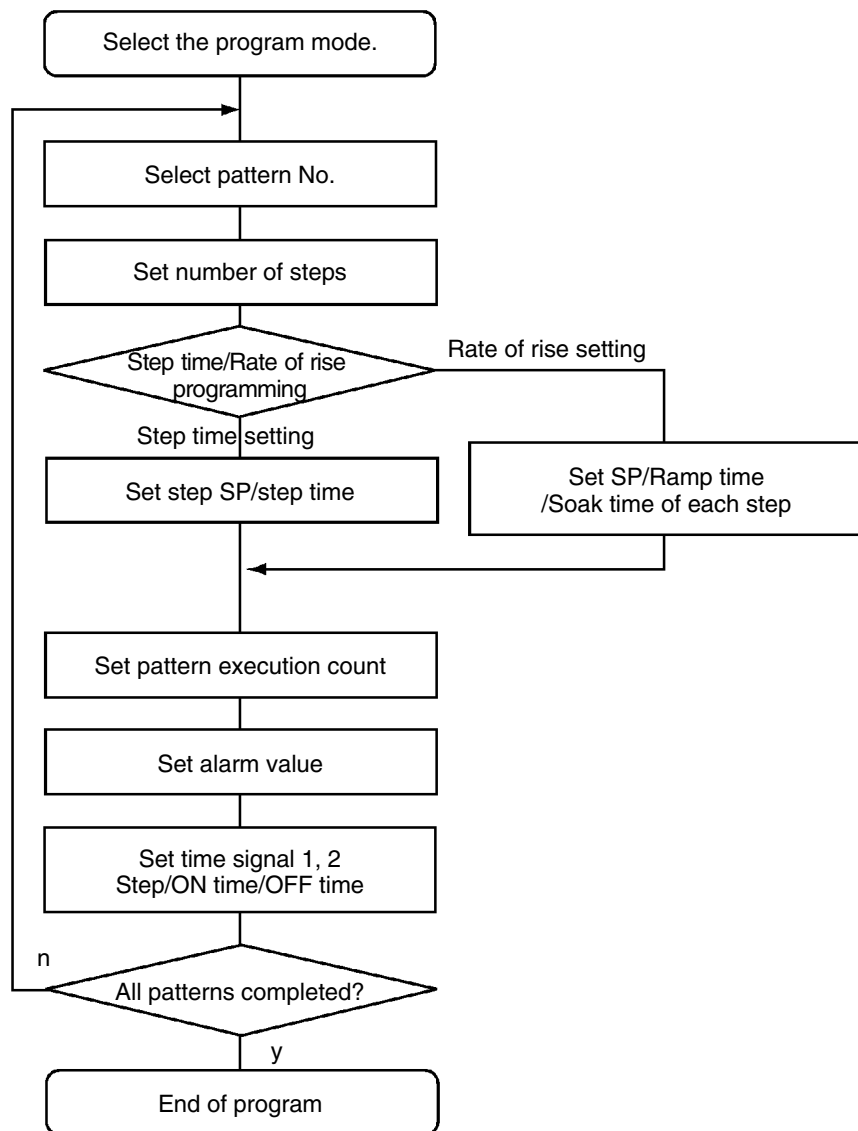 Select the program mode.
Select pattern No.
Set number of steps
Step time/Rate of rise
programming
Rate of rise setting
Step time setting
Set step SP/step time
Set SP/Ramp time
/Soak time of each step
Set pattern execution count
Set alarm value
Set time signal 1, 2
Step/ON time/OFF time
n
All patterns completed?
y
End of program